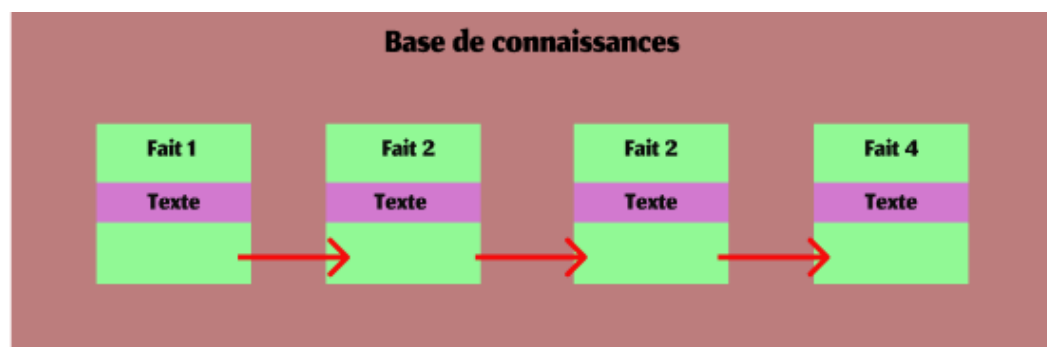 Base de connaissances
Fait 1 Fait 2 Fait 2 Fait 4
Texte Texte Texte Texte